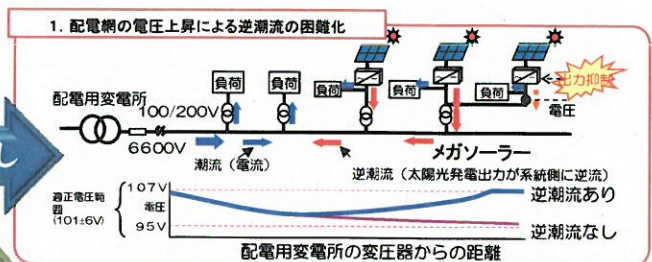 1. 配電網の電圧上昇による逆潮流の困難化
負荷
負荷
負荷
負荷
負荷
出力抑制
配電用変電所
100/200V
電圧
6600V
潮流（電流）
メガソーラー
逆潮流（太陽光発電出力が系統側に逆流）
適正電圧範
囲
(101±6V)
107V
電圧
95V
逆潮流あり
逆潮流なし
配電用変電所の変圧器からの距離